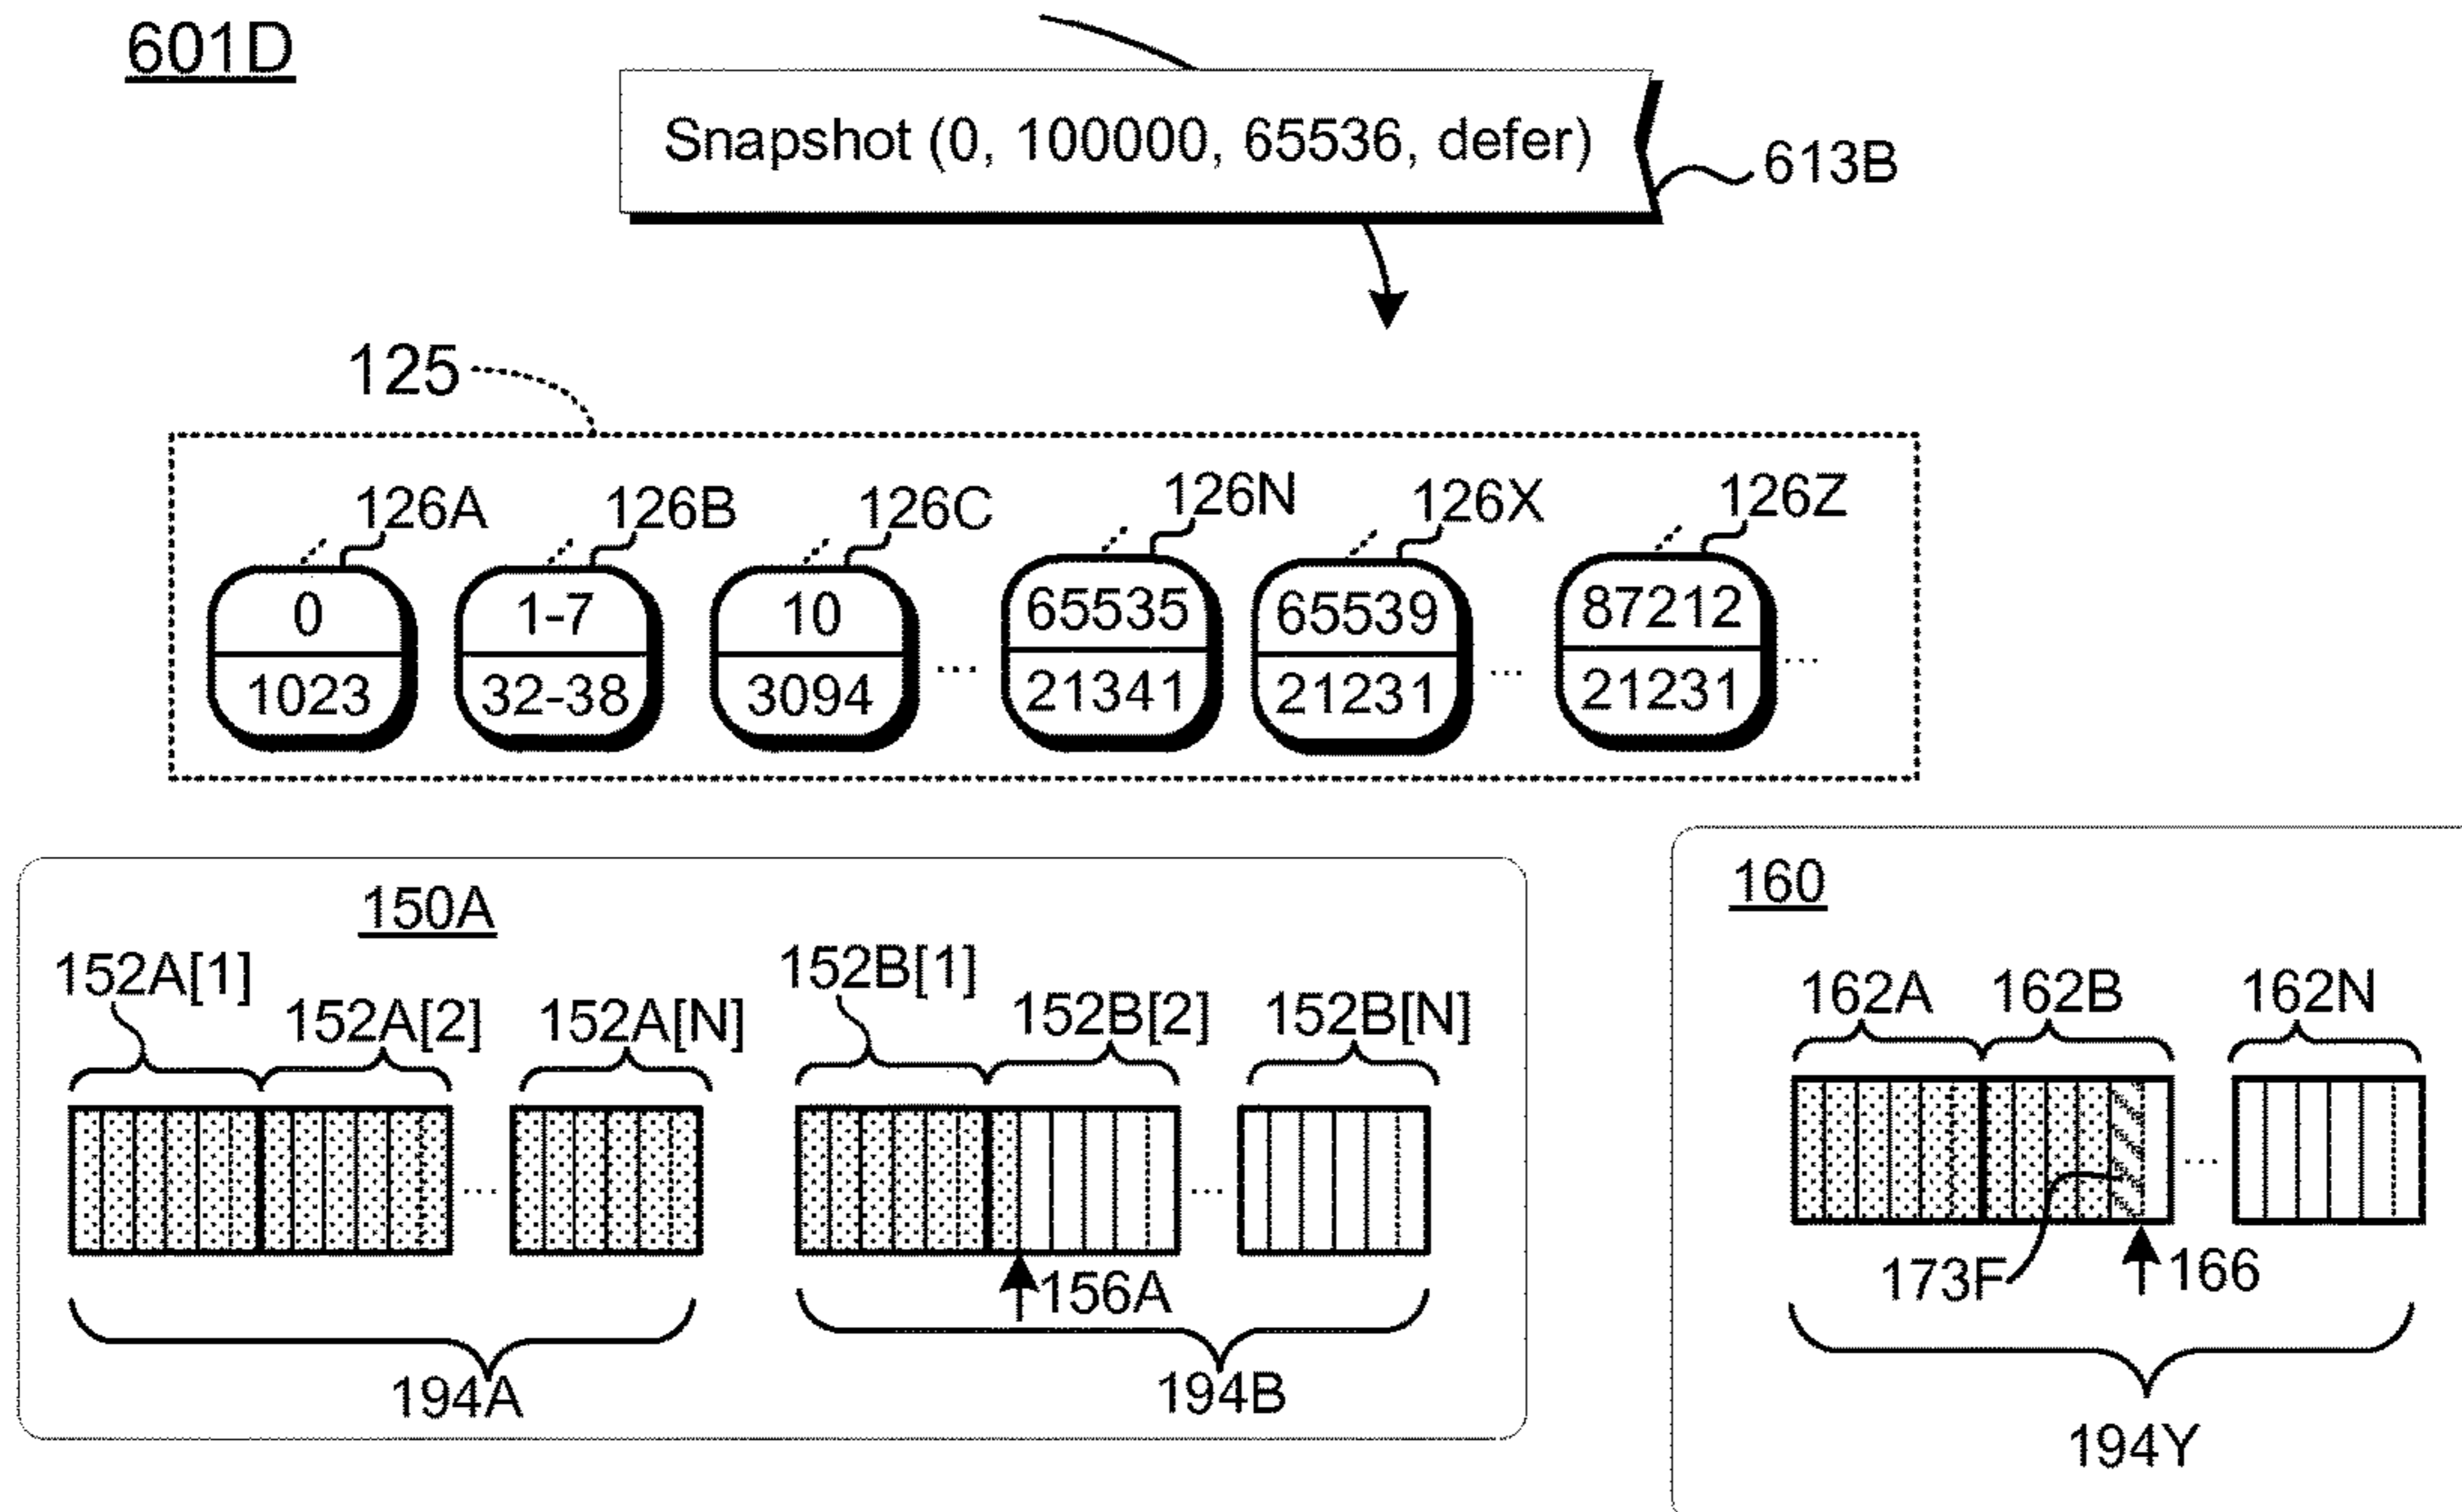 601D
Snapshot (0, 100000, 65536, defer)
613B
125
126A 126B 126C 126N 126X 126Z
0 1-7 10 65535 65539 87212
1023 32-38 3094 ... 21341 21231 ... 21231 ...
150A
160
152A[1] 152A[2] 152A[N] 152B[1] 152B[2] 152B[N]
162A 162B 162N
... ... ...
156A
173F 166
194A 194B
194Y